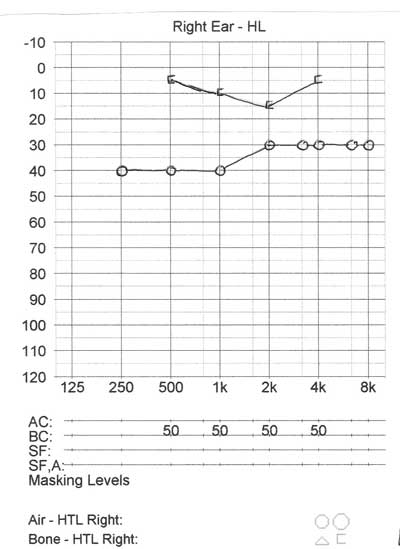 Right Ear - HL
-10
0
10
20
30
40
50
60
70
80
90
100
110
120
125 250 500 1k 2k 4k 8k
AC:
BC: 50 50 50 50
SF:
SF,A:
Masking Levels
Air - HTL Right:
Bone - HTL Right: